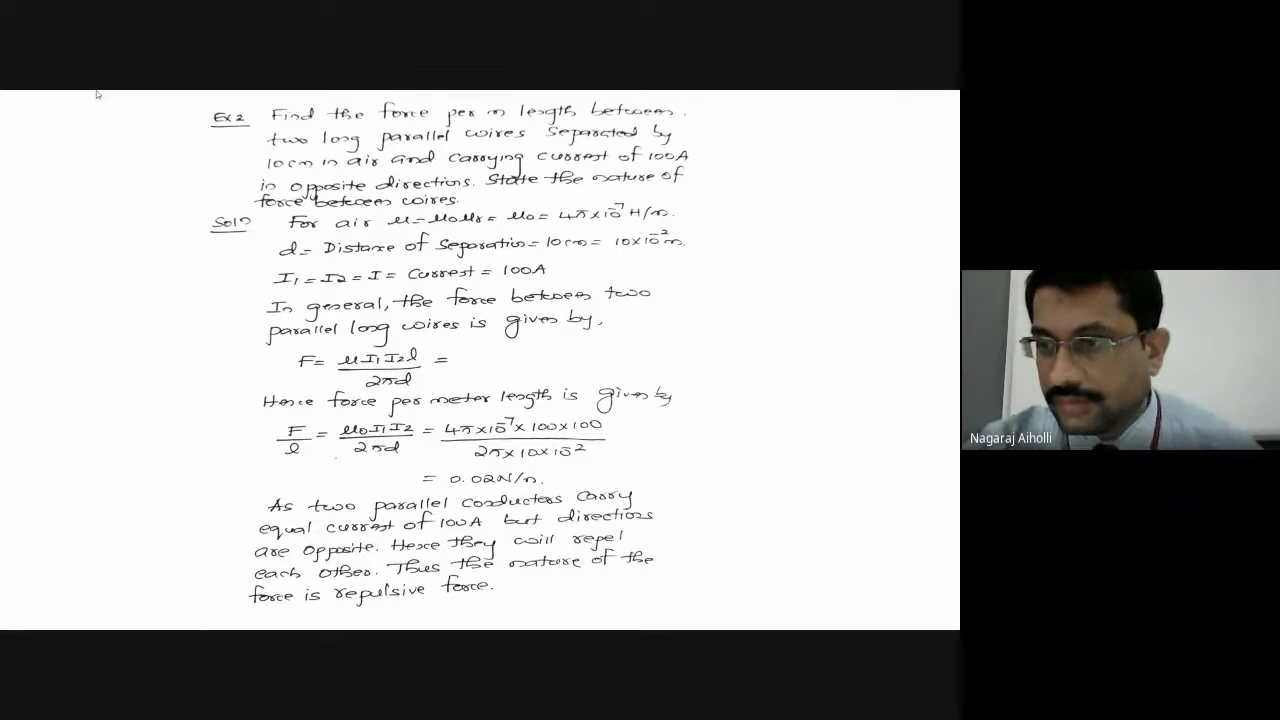 Ex 2 Find the force per m length between
two long parallel wires separated by
10cm in air and carrying current of 100A
in opposite directions. State the nature of
force between wires.
Solⁿ For air μ=μ₀μᵣ=μ₀=4π×10⁻⁷H/m.
d= Distance of separation=10cm= 10×10⁻²m.
I₁=I₂=I= Current = 100A
In general, the force between two
parallel long wires is given by,
F= μI₁I₂l/2πd =
Hence force per meter length is given by
F/l = μ₀I₁I₂/2πd = 4π×10⁻⁷×100×100/2π×10×10⁻²
= 0.02N/m.
As two parallel conductors carry
equal current of 100A but directions
are opposite. Hence they will repel
each other. Thus the nature of the
force is repulsive force.
Nagaraj Aiholli